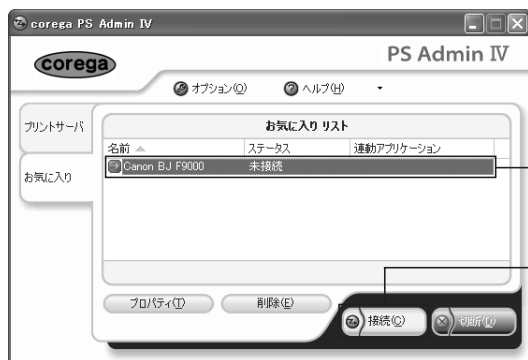 corega PS Admin IV
corega
PS Admin IV
オプション(O) ヘルプ(H)
プリントサーバ
お気に入り
お気に入り リスト
名前 ステータス 連動アプリケーション
Canon BJ F9000 未接続
プロパティ(T) 削除(E)
接続(C) 切断(D)